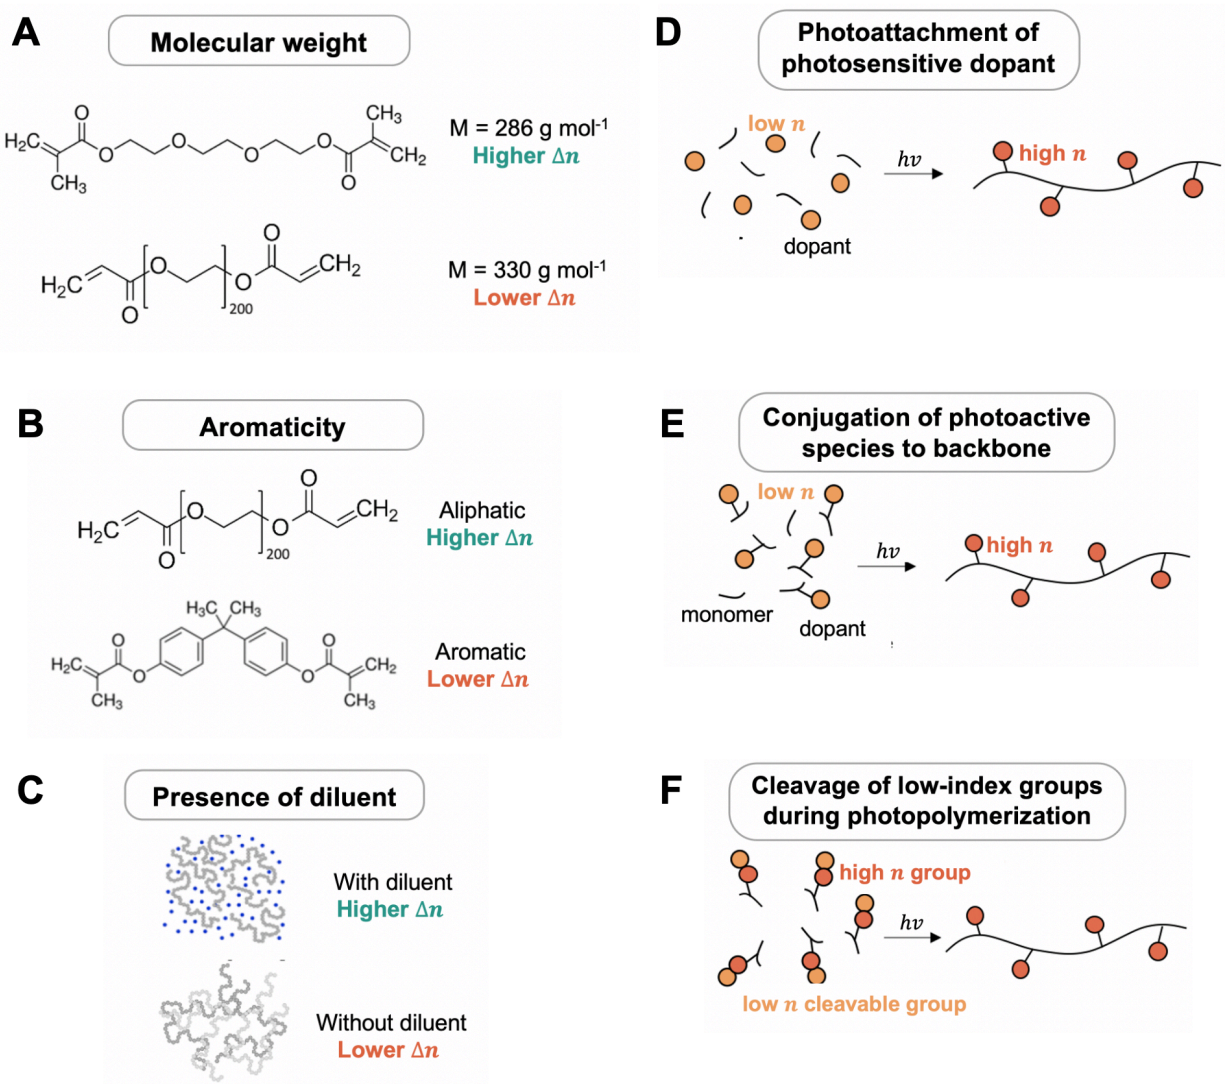 A
Molecular weight
O
CH₃
H₂C
O
O
O
O
CH₂
CH₃
O
M = 286 g mol⁻¹
Higher Δn
O
H₂C
O
O
CH₂
O
200
M = 330 g mol⁻¹
Lower Δn
B
Aromaticity
O
H₂C
O
O
CH₂
O
200
Aliphatic
Higher Δn
H₃C CH₃
O
O
H₂C
O
O
CH₂
CH₃
CH₃
Aromatic
Lower Δn
C
Presence of diluent
With diluent
Higher Δn
Without diluent
Lower Δn
D
Photoattachment of
photosensitive dopant
low n
hν
high n
dopant
E
Conjugation of photoactive
species to backbone
low n
hν
high n
monomer
dopant
F
Cleavage of low-index groups
during photopolymerization
high n group
hν
low n cleavable group